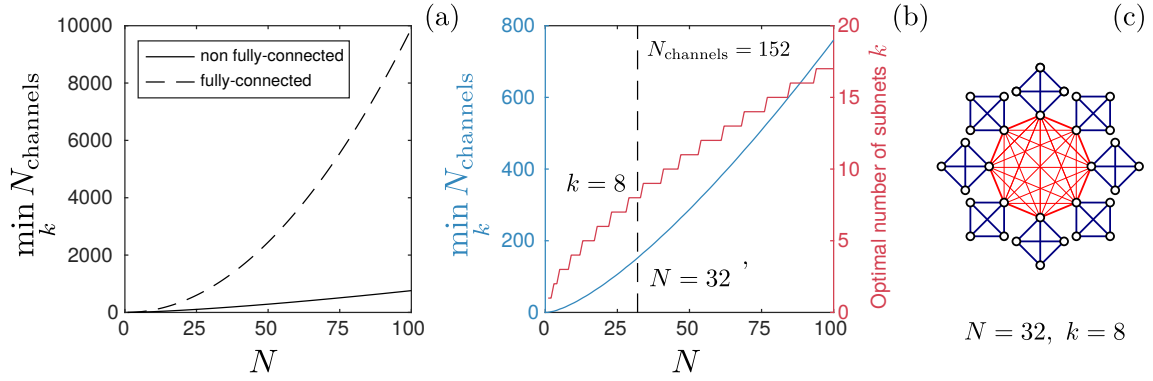 (a)
10000
8000
6000
4000
2000
0
min N_channels
k
non fully-connected
fully-connected
0 25 50 75 100
N
(b)
800
600
400
200
0
min N_channels
k
N_channels = 152
k = 8
N = 32 ,
20
15
10
5
0
Optimal number of subnets k
0 25 50 75 100
N
(c)
N = 32, k = 8